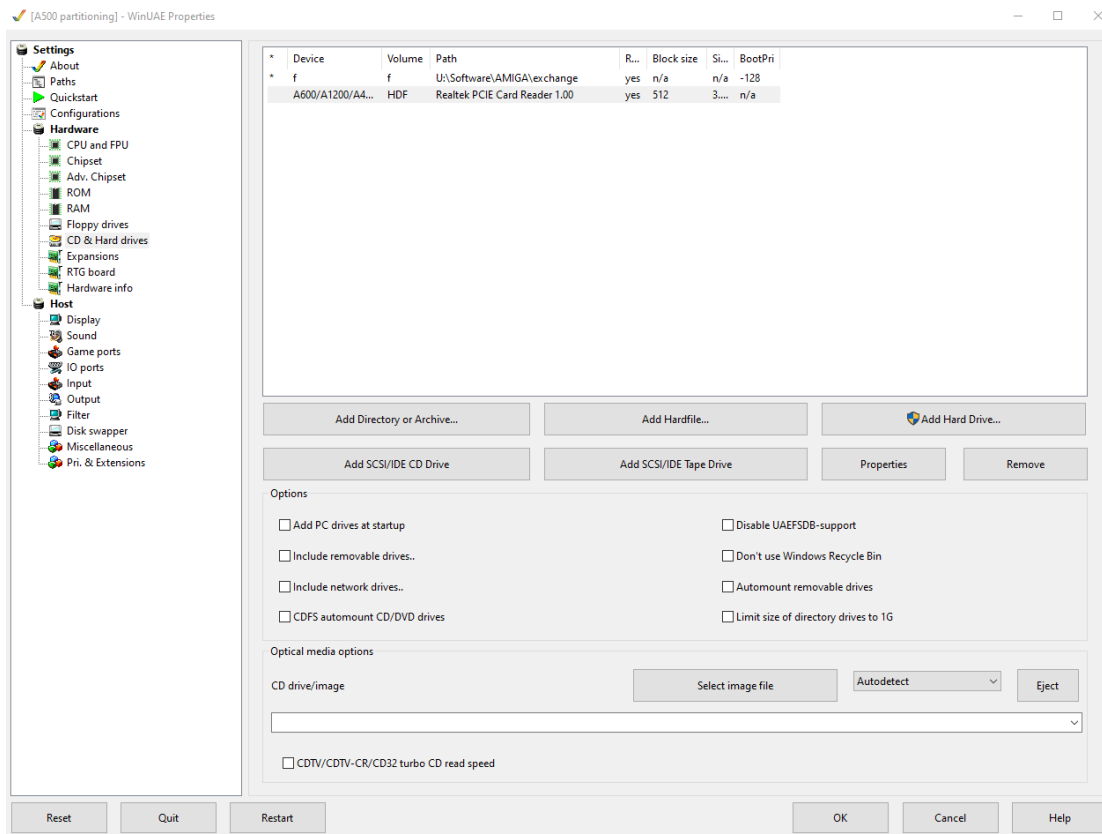 [A500 partitioning] - WinUAE Properties
Settings
About
Paths
Quickstart
Configurations
Hardware
CPU and FPU
Chipset
Adv. Chipset
ROM
RAM
Floppy drives
CD & Hard drives
Expansions
RTG board
Hardware info
Host
Display
Sound
Game ports
IO ports
Input
Output
Filter
Disk swapper
Miscellaneous
Pri. & Extensions
* Device Volume Path R... Block size Si... BootPri
* f f U:\Software\AMIGA\exchange yes n/a n/a -128
A600/A1200/A4... HDF Realtek PCIE Card Reader 1.00 yes 512 3.... n/a
Add Directory or Archive... Add Hardfile... Add Hard Drive...
Add SCSI/IDE CD Drive Add SCSI/IDE Tape Drive Properties Remove
Options
Add PC drives at startup Disable UAEFSDB-support
Include removable drives.. Don't use Windows Recycle Bin
Include network drives.. Automount removable drives
CDFS automount CD/DVD drives Limit size of directory drives to 1G
Optical media options
CD drive/image Select image file Autodetect Eject
CDTV/CDTV-CR/CD32 turbo CD read speed
Reset Quit Restart OK Cancel Help